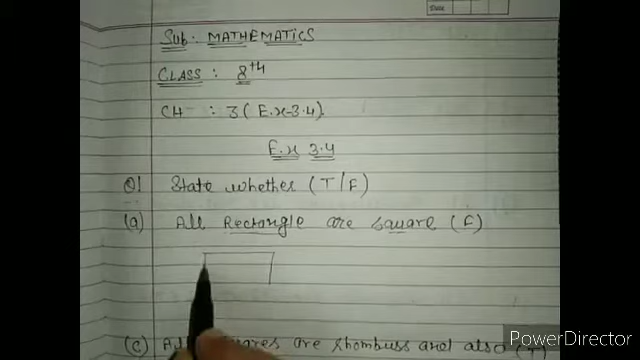 Date
Sub. MATHEMATICS
CLASS : 8th
CH : 3 (E.x-3.4).
E.x 3.4
Q1 State whether (T/F)
(a) All Rectangle are square (F)
(c) All squares are rhombuss and also (T)
PowerDirector